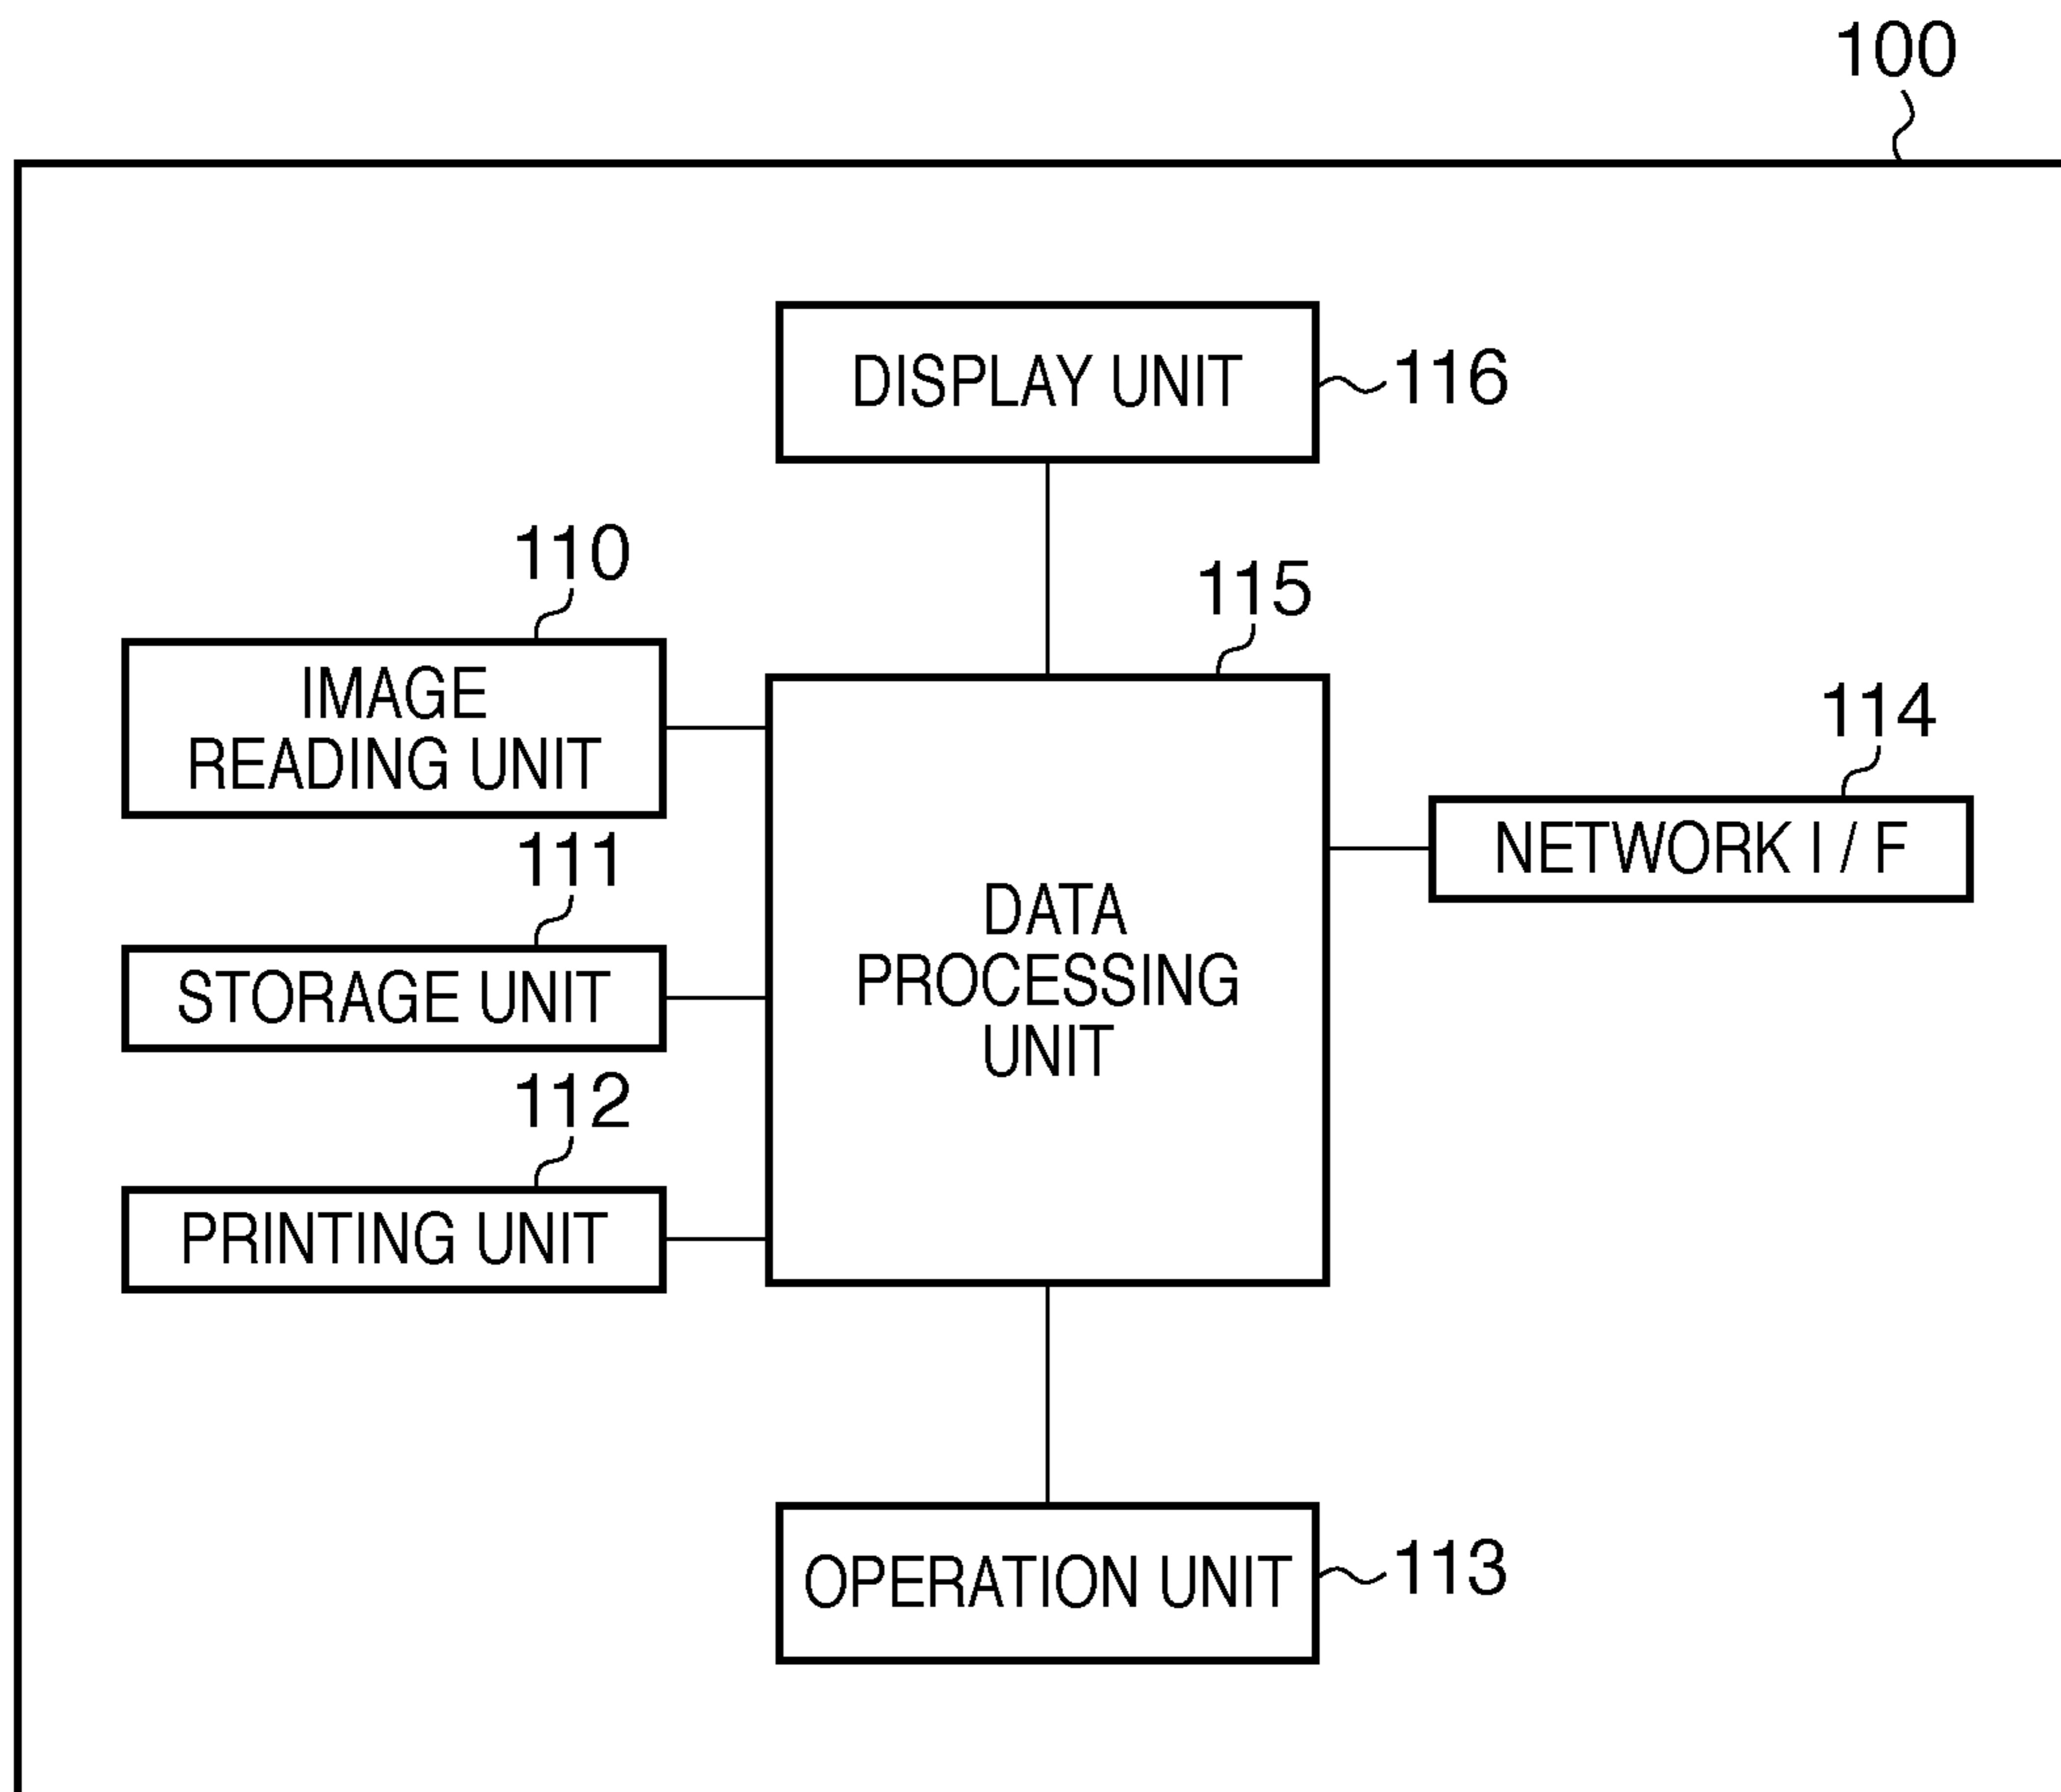 100
DISPLAY UNIT
116
110
115
IMAGE
READING UNIT
114
NETWORK I / F
111
DATA
PROCESSING
UNIT
STORAGE UNIT
112
PRINTING UNIT
OPERATION UNIT
113